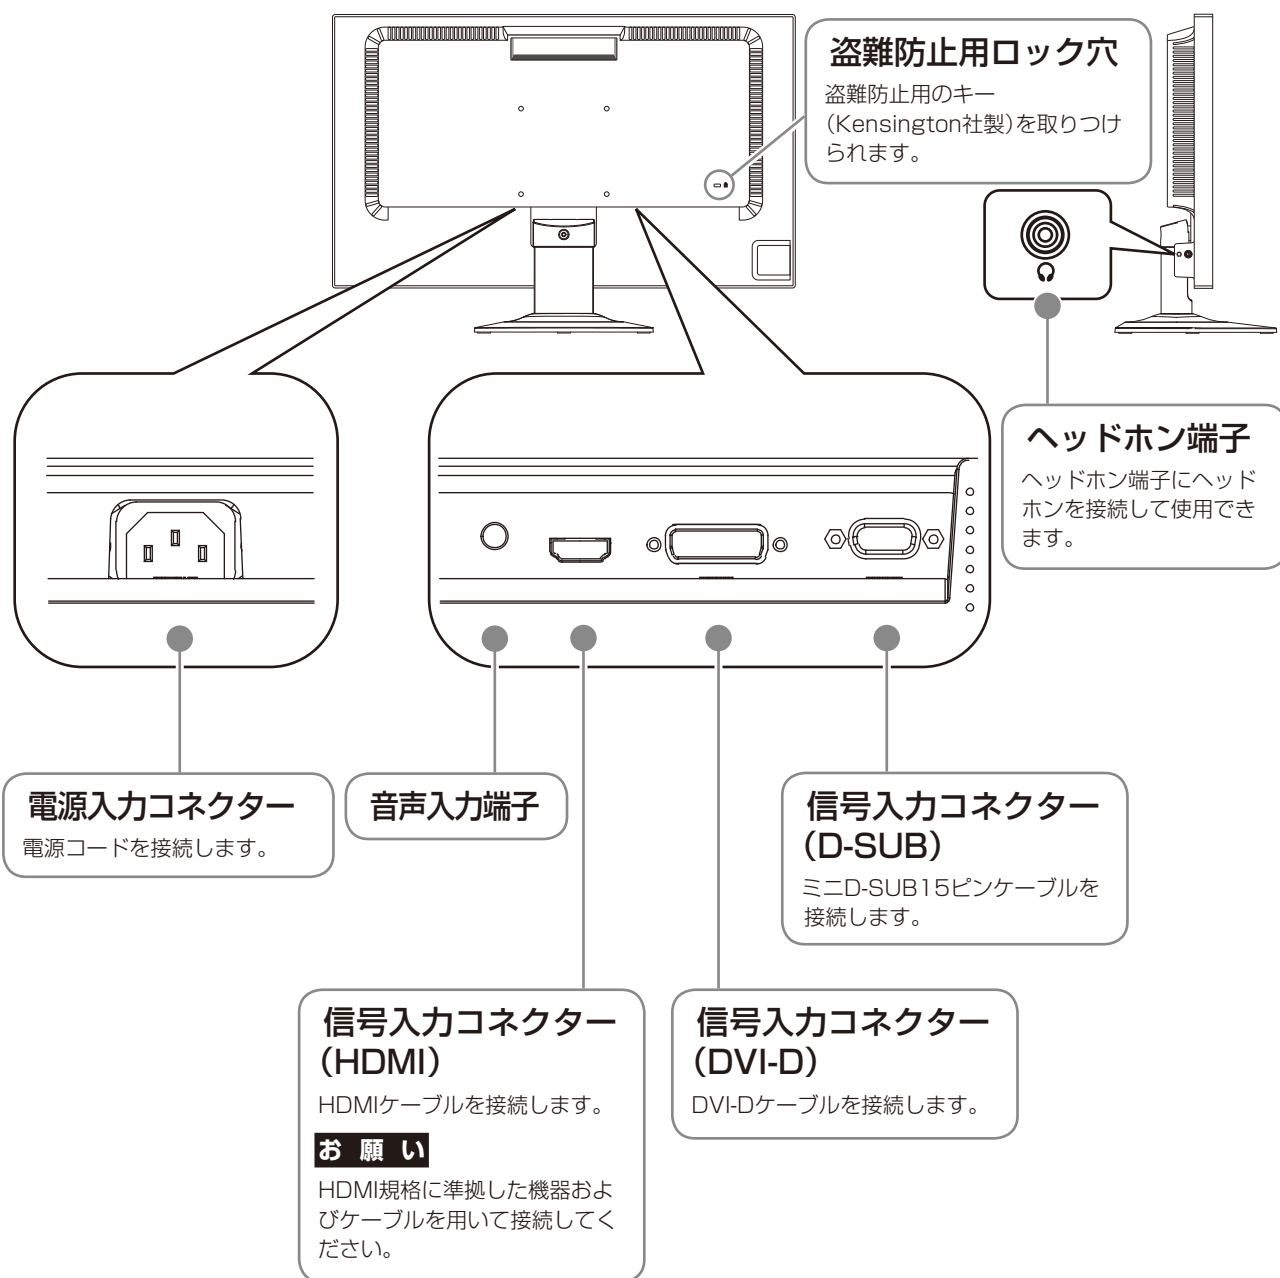 盗難防止用ロック穴
盗難防止用のキー
(Kensington社製)を取りつけ
られます。
ヘッドホン端子
ヘッドホン端子にヘッド
ホンを接続して使用でき
ます。
電源入力コネクター
電源コードを接続します。
音声入力端子
信号入力コネクター
(D-SUB)
ミニD-SUB15ピンケーブルを
接続します。
信号入力コネクター
(HDMI)
HDMIケーブルを接続します。
お願い
HDMI規格に準拠した機器およ
びケーブルを用いて接続してく
ださい。
信号入力コネクター
(DVI-D)
DVI-Dケーブルを接続します。